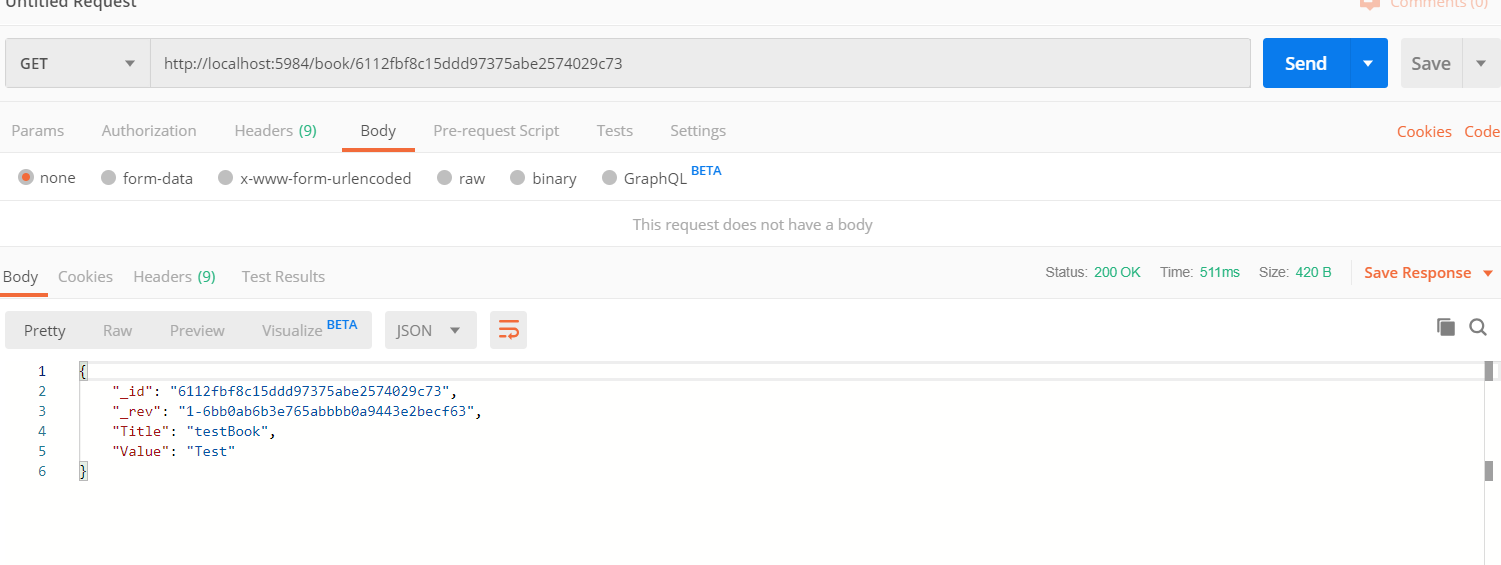 Untitled Request
Comments (0)
GET http://localhost:5984/book/6112fbf8c15ddd97375abe2574029c73 Send Save
Params Authorization Headers (9) Body Pre-request Script Tests Settings Cookies Code
none form-data x-www-form-urlencoded raw binary GraphQL BETA
This request does not have a body
Body Cookies Headers (9) Test Results Status: 200 OK Time: 511ms Size: 420 B Save Response
Pretty Raw Preview Visualize BETA JSON
1 {
2 "_id": "6112fbf8c15ddd97375abe2574029c73",
3 "_rev": "1-6bb0ab6b3e765abbbb0a9443e2becf63",
4 "Title": "testBook",
5 "Value": "Test"
6 }